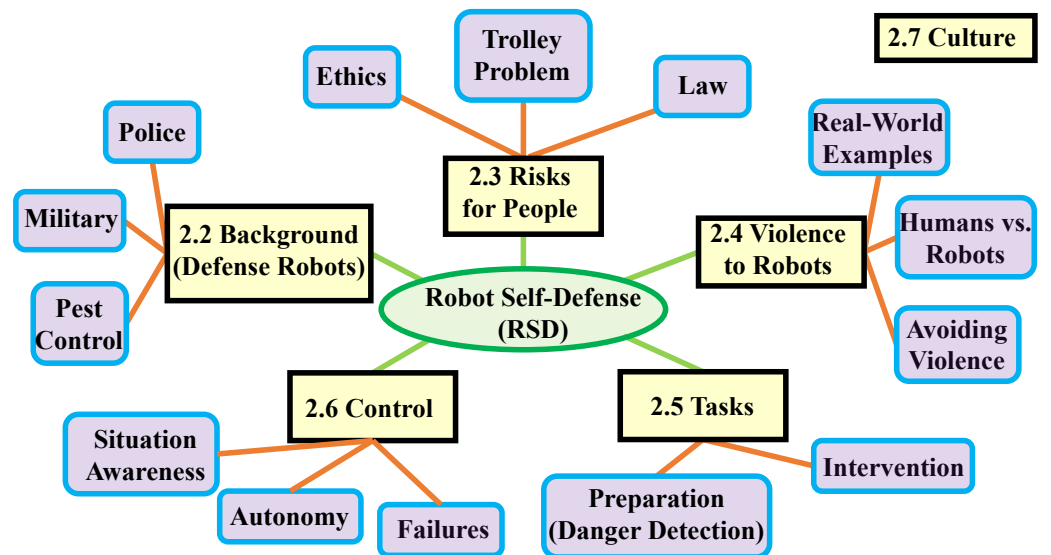 Trolley
Problem
2.7 Culture
Ethics
Law
Real-World
Examples
Police
2.3 Risks
for People
Military
2.2 Background
(Defense Robots)
2.4 Violence
to Robots
Humans vs.
Robots
Robot Self-Defense
(RSD)
Pest
Control
Avoiding
Violence
2.6 Control
2.5 Tasks
Situation
Awareness
Intervention
Autonomy
Failures
Preparation
(Danger Detection)